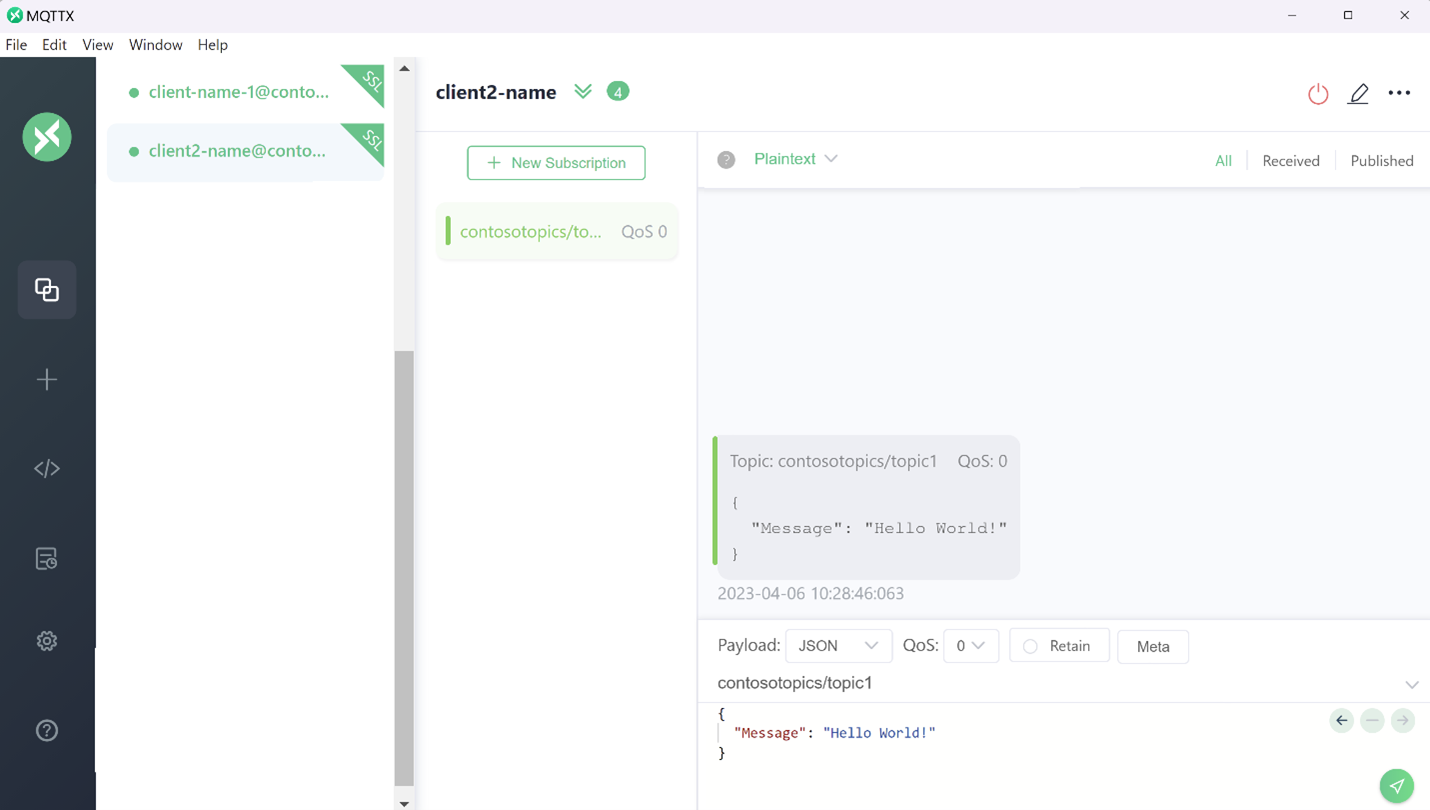 MQTTX
File Edit View Window Help
client-name-1@conto...
SSL
client2-name@conto...
SSL
client2-name 4
+ New Subscription
contosotopics/to... QoS 0
? Plaintext
All Received Published
Topic: contosotopics/topic1 QoS: 0
{
"Message": "Hello World!"
}
2023-04-06 10:28:46:063
Payload: JSON QoS: 0 Retain Meta
contosotopics/topic1
{
"Message": "Hello World!"
}